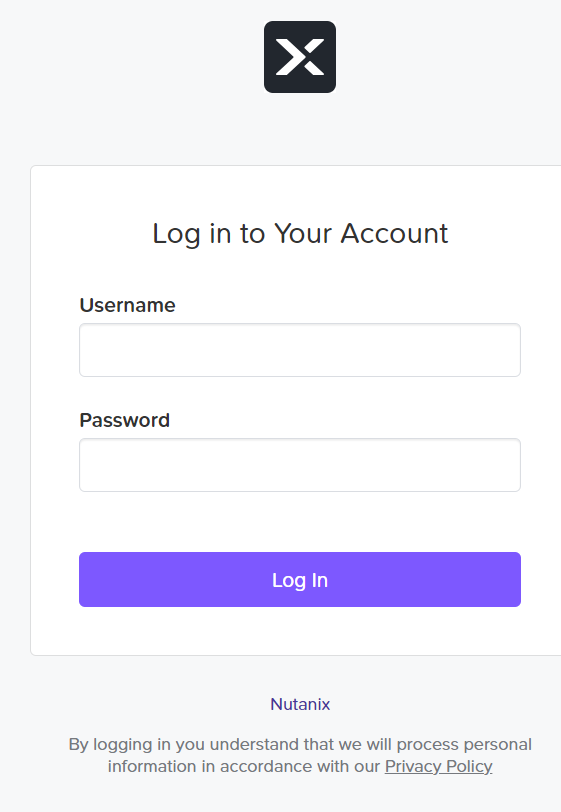 Log in to Your Account
Username
Password
Log In
Nutanix
By logging in you understand that we will process personal
information in accordance with our Privacy Policy